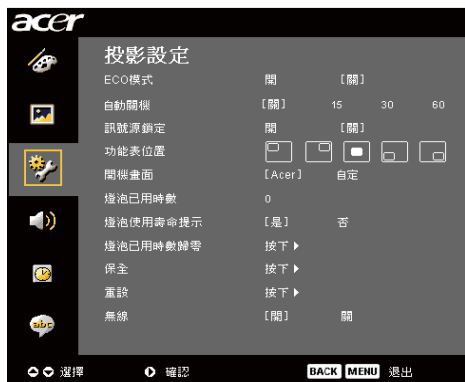 acer
投影設定
ECO模式 開 [關]
自動關機 [關] 15 30 60
訊號源鎖定 開 [關]
功能表位置
開機畫面 [Acer] 自定
燈泡已用時數 0
燈泡使用壽命提示 [是] 否
燈泡已用時數歸零 按下
保全 按下
重設 按下
無線 [開] 關
abc
選擇 確認 BACK MENU 退出